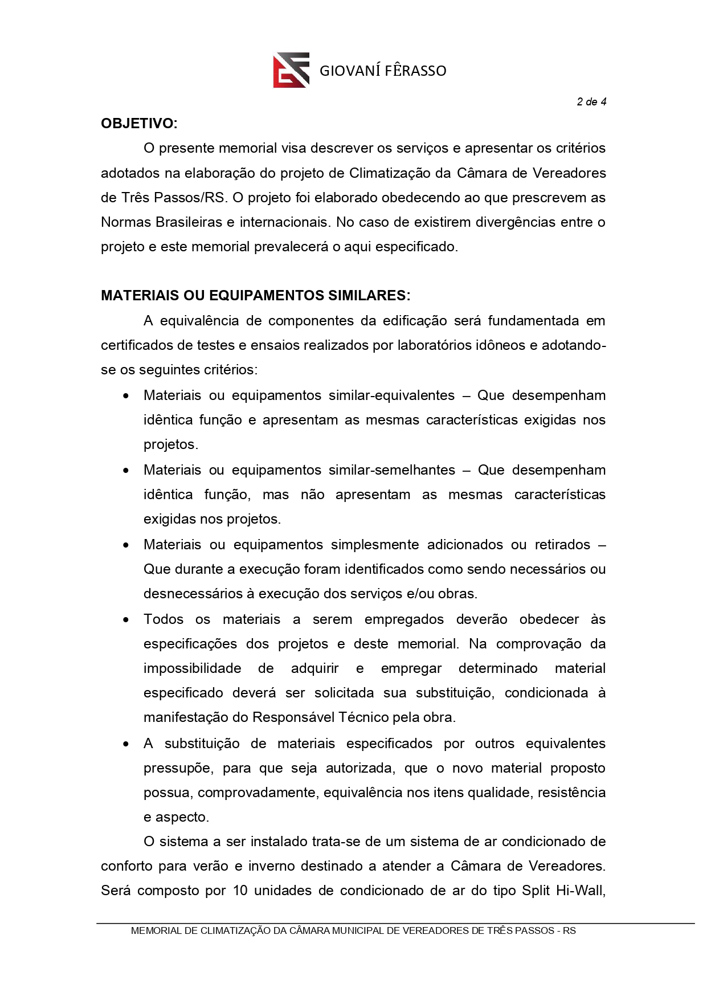 GIOVANÍ FÊRASSO
2 de 4
OBJETIVO:
O presente memorial visa descrever os serviços e apresentar os critérios
adotados na elaboração do projeto de Climatização da Câmara de Vereadores
de Três Passos/RS. O projeto foi elaborado obedecendo ao que prescrevem as
Normas Brasileiras e internacionais. No caso de existirem divergências entre o
projeto e este memorial prevalecerá o aqui especificado.
MATERIAIS OU EQUIPAMENTOS SIMILARES:
A equivalência de componentes da edificação será fundamentada em
certificados de testes e ensaios realizados por laboratórios idôneos e adotando-
se os seguintes critérios:
• Materiais ou equipamentos similar-equivalentes – Que desempenham
idêntica função e apresentam as mesmas características exigidas nos
projetos.
• Materiais ou equipamentos similar-semelhantes – Que desempenham
idêntica função, mas não apresentam as mesmas características
exigidas nos projetos.
• Materiais ou equipamentos simplesmente adicionados ou retirados –
Que durante a execução foram identificados como sendo necessários ou
desnecessários à execução dos serviços e/ou obras.
• Todos os materiais a serem empregados deverão obedecer às
especificações dos projetos e deste memorial. Na comprovação da
impossibilidade de adquirir e empregar determinado material
especificado deverá ser solicitada sua substituição, condicionada à
manifestação do Responsável Técnico pela obra.
• A substituição de materiais especificados por outros equivalentes
pressupõe, para que seja autorizada, que o novo material proposto
possua, comprovadamente, equivalência nos itens qualidade, resistência
e aspecto.
O sistema a ser instalado trata-se de um sistema de ar condicionado de
conforto para verão e inverno destinado a atender a Câmara de Vereadores.
Será composto por 10 unidades de condicionado de ar do tipo Split Hi-Wall,
MEMORIAL DE CLIMATIZAÇÃO DA CÂMARA MUNICIPAL DE VEREADORES DE TRÊS PASSOS - RS